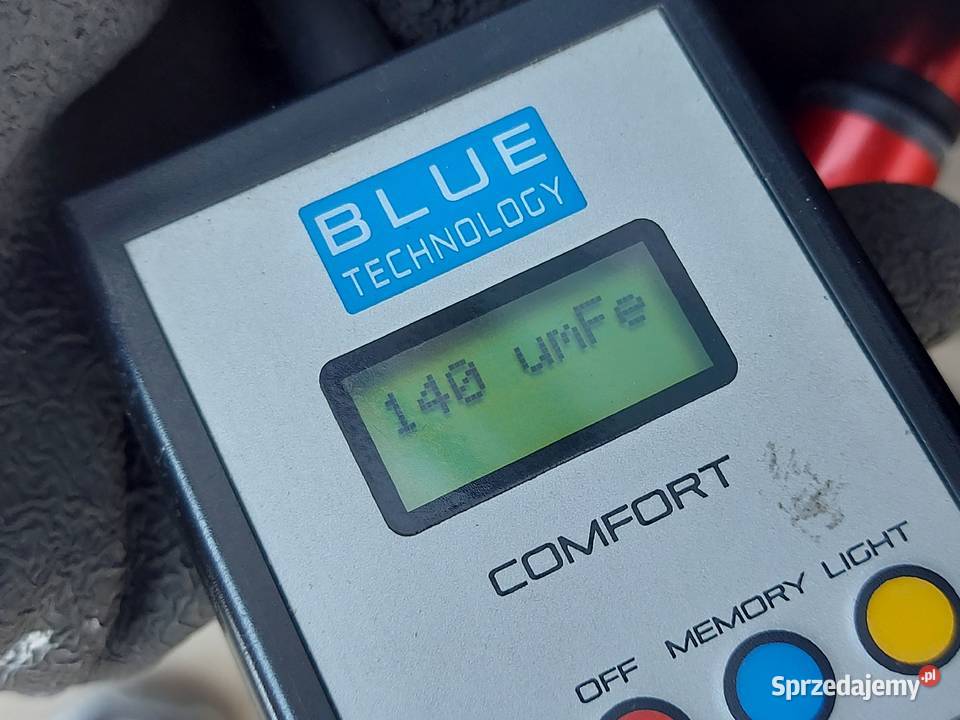 BLUE
TECHNOLOGY
140 umFe
COMFORT
OFF MEMORY LIGHT
Sprzedajemy.pl